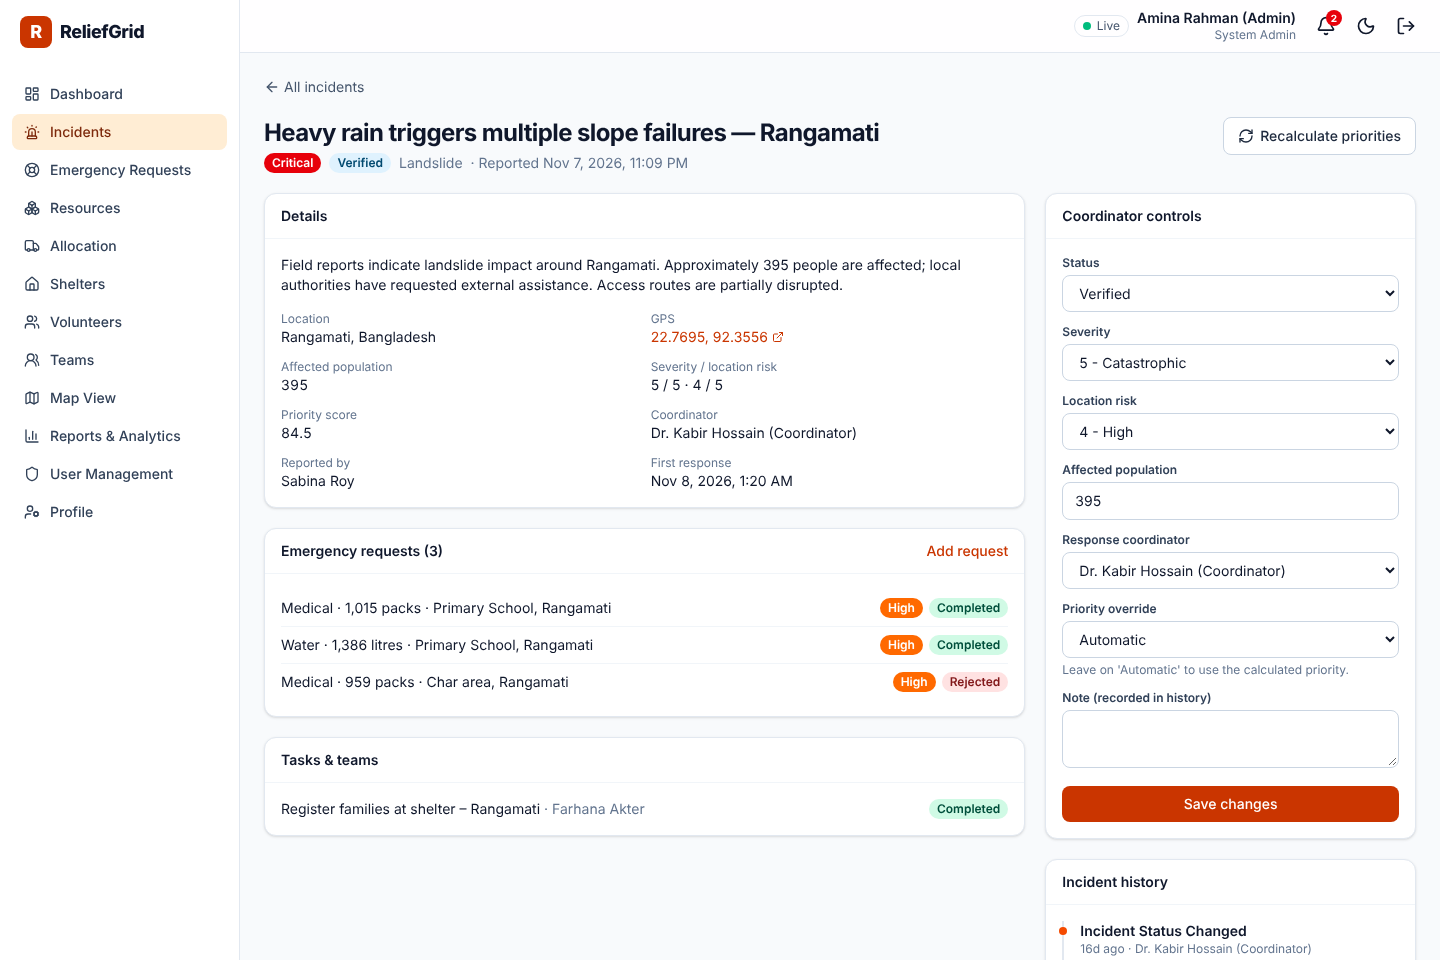 R ReliefGrid
Dashboard
Incidents
Emergency Requests
Resources
Allocation
Shelters
Volunteers
Teams
Map View
Reports & Analytics
User Management
Profile
Live
Amina Rahman (Admin)
System Admin
2
All incidents
Heavy rain triggers multiple slope failures — Rangamati
Critical Verified Landslide · Reported Nov 7, 2026, 11:09 PM
Recalculate priorities
Details
Field reports indicate landslide impact around Rangamati. Approximately 395 people are affected; local
authorities have requested external assistance. Access routes are partially disrupted.
Location
Rangamati, Bangladesh
GPS
22.7695, 92.3556
Affected population
395
Severity / location risk
5 / 5 · 4 / 5
Priority score
84.5
Coordinator
Dr. Kabir Hossain (Coordinator)
Reported by
Sabina Roy
First response
Nov 8, 2026, 1:20 AM
Emergency requests (3)
Add request
Medical · 1,015 packs · Primary School, Rangamati High Completed
Water · 1,386 litres · Primary School, Rangamati High Completed
Medical · 959 packs · Char area, Rangamati High Rejected
Tasks & teams
Register families at shelter – Rangamati · Farhana Akter Completed
Coordinator controls
Status
Verified
Severity
5 - Catastrophic
Location risk
4 - High
Affected population
395
Response coordinator
Dr. Kabir Hossain (Coordinator)
Priority override
Automatic
Leave on 'Automatic' to use the calculated priority.
Note (recorded in history)
Save changes
Incident history
Incident Status Changed
16d ago · Dr. Kabir Hossain (Coordinator)